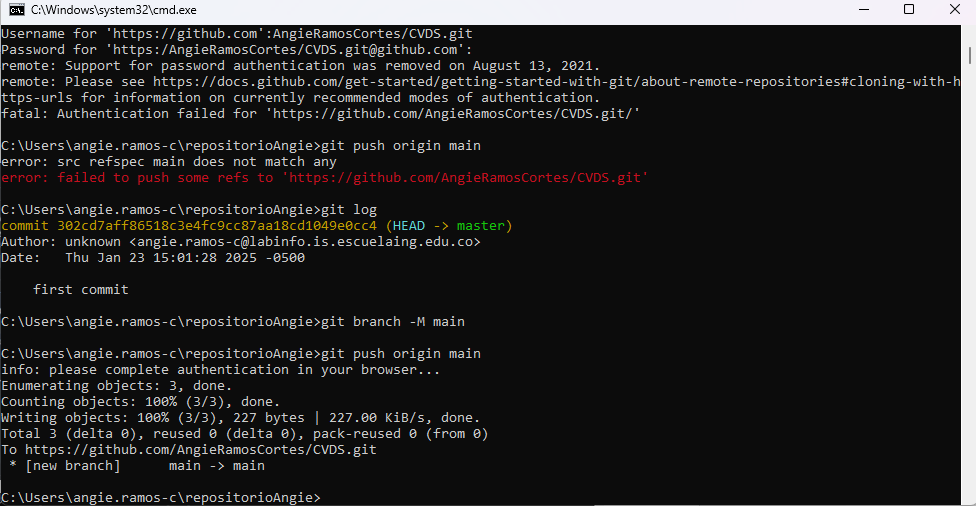 C:\Windows\system32\cmd.exe
Username for 'https://github.com':AngieRamosCortes/CVDS.git
Password for 'https:/AngieRamosCortes/CVDS.git@github.com':
remote: Support for password authentication was removed on August 13, 2021.
remote: Please see https://docs.github.com/get-started/getting-started-with-git/about-remote-repositories#cloning-with-h
ttps-urls for information on currently recommended modes of authentication.
fatal: Authentication failed for 'https://github.com/AngieRamosCortes/CVDS.git/'
C:\Users\angie.ramos-c\repositorioAngie>git push origin main
error: src refspec main does not match any
error: failed to push some refs to 'https://github.com/AngieRamosCortes/CVDS.git'
C:\Users\angie.ramos-c\repositorioAngie>git log
commit 302cd7aff86518c3e4fc9cc87aa18cd1049e0cc4 (HEAD -> master)
Author: unknown <angie.ramos-c@labinfo.is.escuelaing.edu.co>
Date:   Thu Jan 23 15:01:28 2025 -0500
    first commit
C:\Users\angie.ramos-c\repositorioAngie>git branch -M main
C:\Users\angie.ramos-c\repositorioAngie>git push origin main
info: please complete authentication in your browser...
Enumerating objects: 3, done.
Counting objects: 100% (3/3), done.
Writing objects: 100% (3/3), 227 bytes | 227.00 KiB/s, done.
Total 3 (delta 0), reused 0 (delta 0), pack-reused 0 (from 0)
To https://github.com/AngieRamosCortes/CVDS.git
 * [new branch]      main -> main
C:\Users\angie.ramos-c\repositorioAngie>